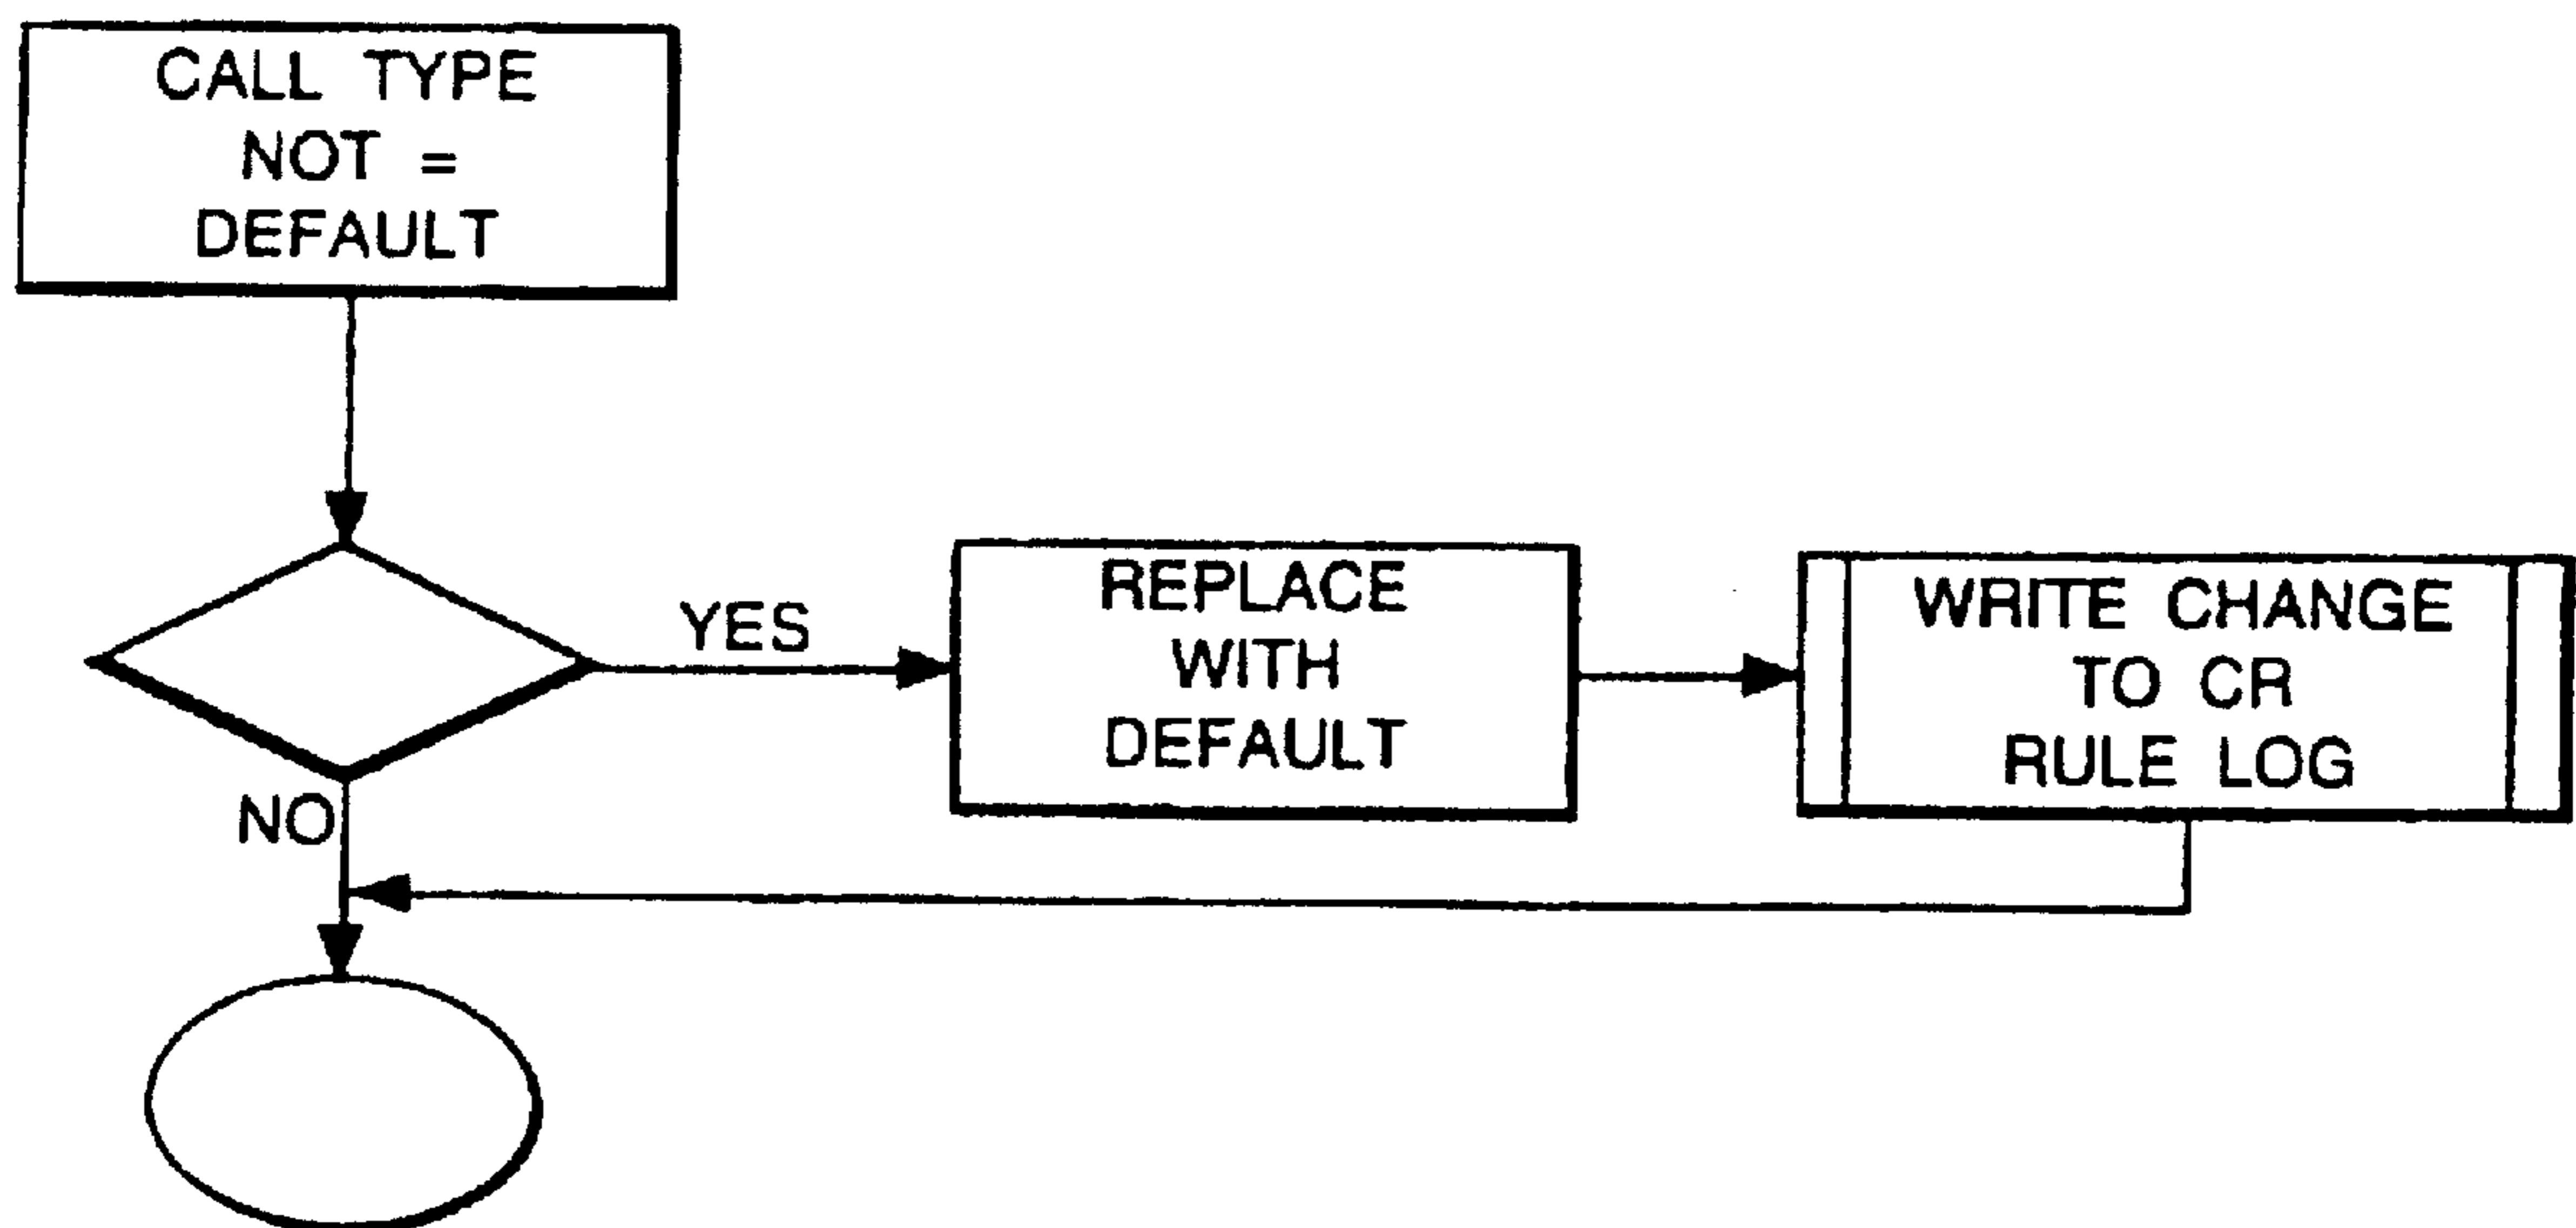 CALL TYPE
NOT =
DEFAULT
YES
REPLACE
WITH
DEFAULT
WRITE CHANGE
TO CR
RULE LOG
NO